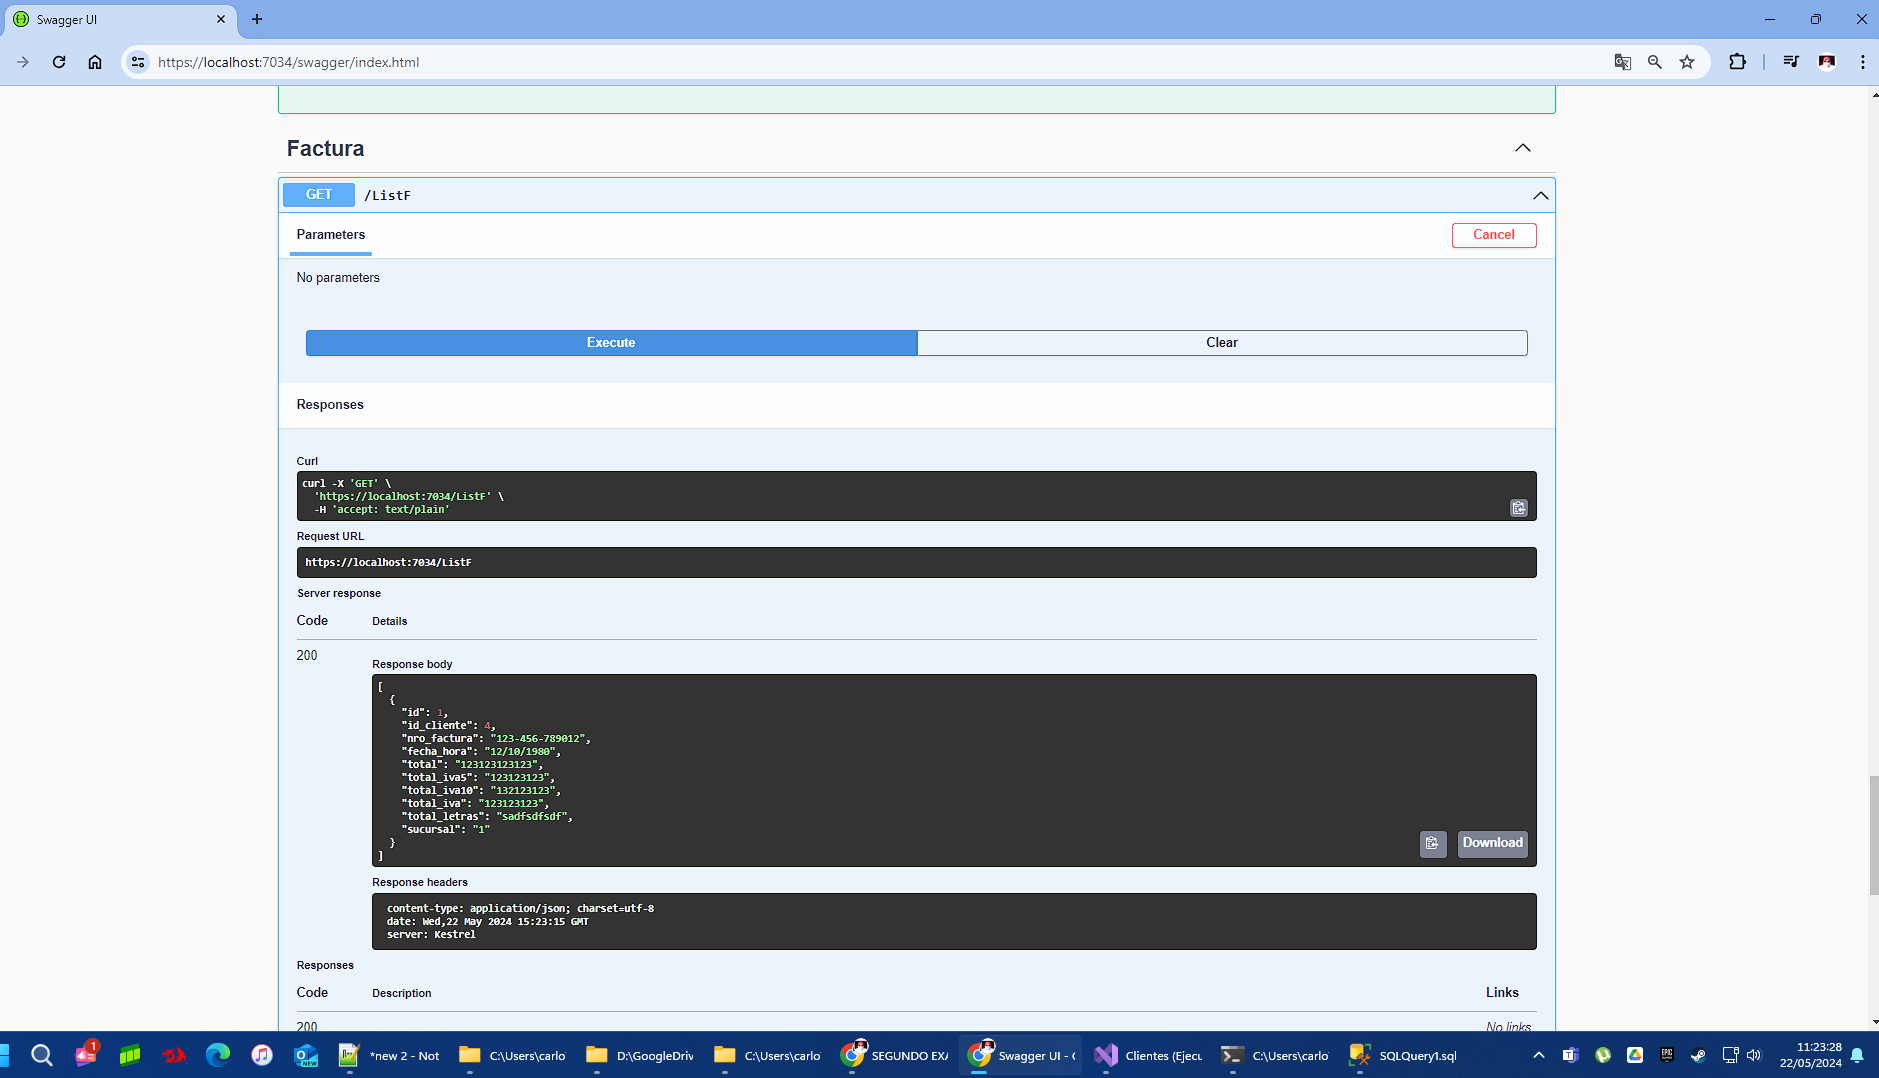 Swagger UI
https://localhost:7034/swagger/index.html
Factura
GET /ListF
Parameters
Cancel
No parameters
Execute
Clear
Responses
Curl
curl -X 'GET' \
'https://localhost:7034/ListF' \
-H 'accept: text/plain'
Request URL
https://localhost:7034/ListF
Server response
Code Details
200
Response body
[
{
"id": 1,
"id_cliente": 4,
"nro_factura": "123-456-789012",
"fecha_hora": "12/10/1980",
"total": "123123123123",
"total_iva5": "123123123",
"total_iva10": "132123123",
"total_iva": "123123123",
"total_letras": "sadfsdfsdf",
"sucursal": "1"
}
]
Download
Response headers
content-type: application/json; charset=utf-8
date: Wed,22 May 2024 15:23:15 GMT
server: Kestrel
Responses
Code Description Links
200 No links
1 NEW *new 2 - Not C:\Users\carlo D:\GoogleDriv C:\Users\carlo SEGUNDO EXA Swagger UI - Clientes (Ejecu C:\Users\carlo SQLQuery1.sql EPIC 11:23:28
22/05/2024